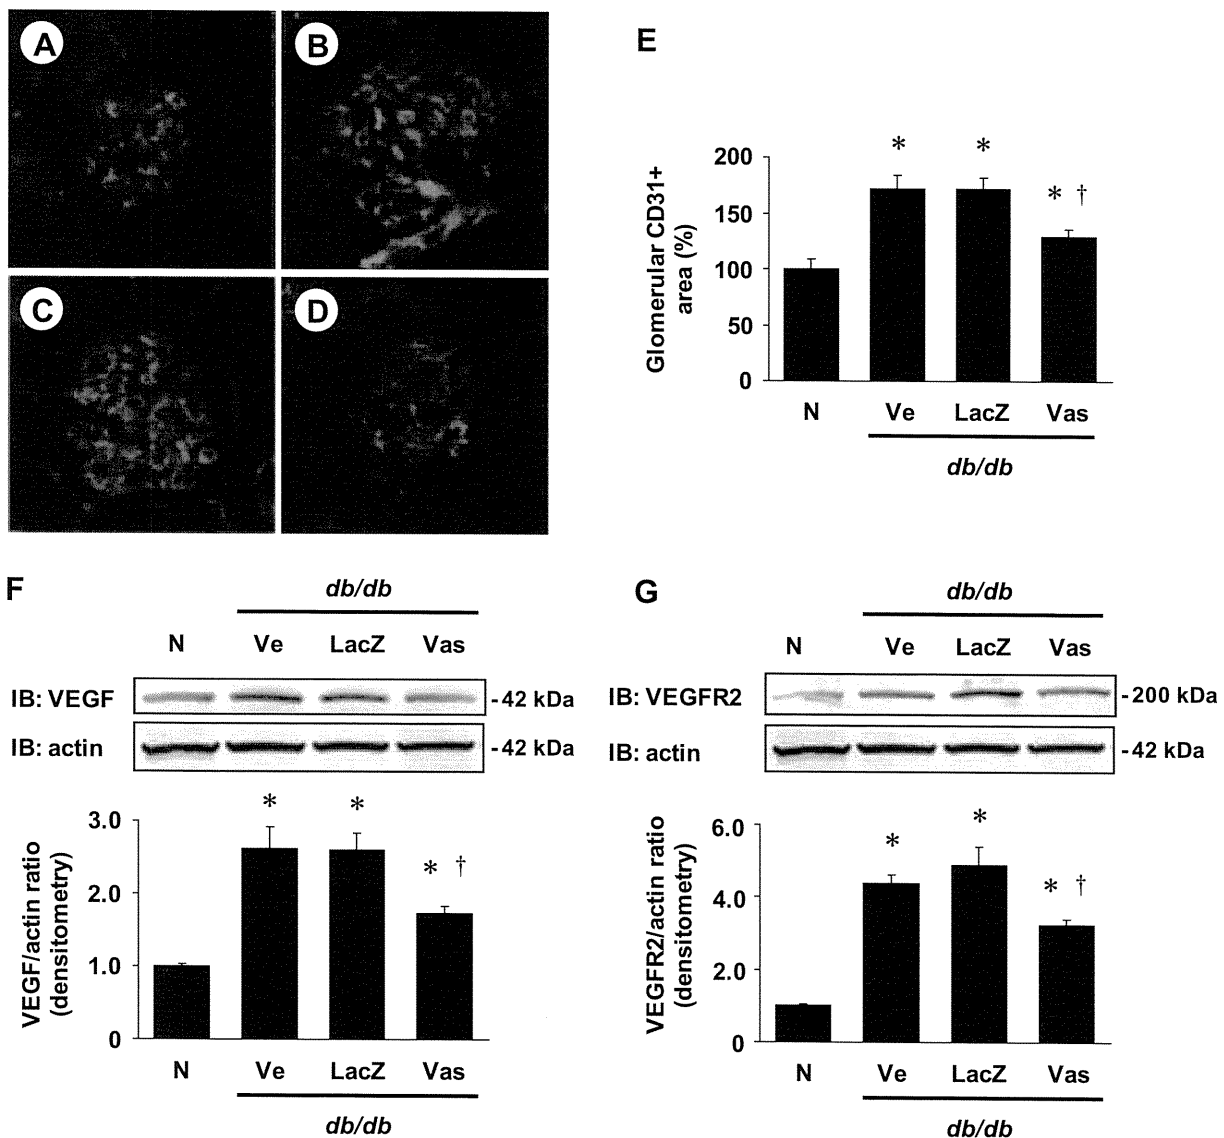 A
B
C
D
E
200
150
100
50
0
Glomerular CD31+
area (%)
*
*
* †
N Ve LacZ Vas
db/db
F
db/db
N Ve LacZ Vas
IB: VEGF
-42 kDa
IB: actin
-42 kDa
3.0
2.0
1.0
0
VEGF/actin ratio
(densitometry)
*
*
* †
N Ve LacZ Vas
db/db
G
db/db
N Ve LacZ Vas
IB: VEGFR2
-200 kDa
IB: actin
-42 kDa
6.0
4.0
2.0
0
VEGFR2/actin ratio
(densitometry)
*
*
* †
N Ve LacZ Vas
db/db